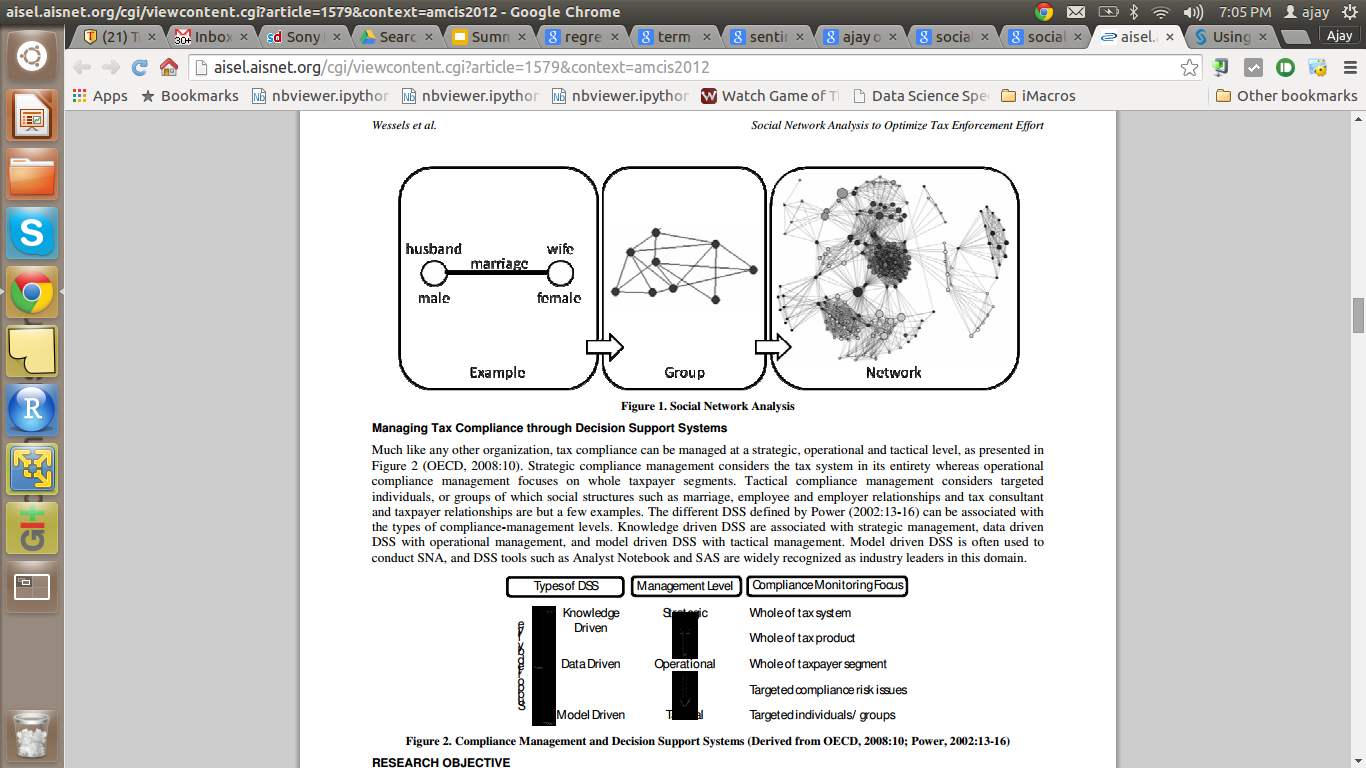 aisel.aisnet.org/cgi/viewcontent.cgi?article=1579&context=amcis2012 - Google Chrome
7:05 PM ajay
(21) T
Inbox
30+
sd Sony
Searc
Summ
regre
term
senti
ajay o
social
social
aisel.
Using
Ajay
aisel.aisnet.org/cgi/viewcontent.cgi?article=1579&context=amcis2012
Apps Bookmarks nbviewer.ipython nbviewer.ipython nbviewer.ipython Watch Game of T Data Science Spe iMacros Other bookmarks
Wessels et al. Social Network Analysis to Optimize Tax Enforcement Effort
husband wife
marriage
male female
Example Group Network
Figure 1. Social Network Analysis
Managing Tax Compliance through Decision Support Systems
Much like any other organization, tax compliance can be managed at a strategic, operational and tactical level, as presented in
Figure 2 (OECD, 2008:10). Strategic compliance management considers the tax system in its entirety whereas operational
compliance management focuses on whole taxpayer segments. Tactical compliance management considers targeted
individuals, or groups of which social structures such as marriage, employee and employer relationships and tax consultant
and taxpayer relationships are but a few examples. The different DSS defined by Power (2002:13-16) can be associated with
the types of compliance-management levels. Knowledge driven DSS are associated with strategic management, data driven
DSS with operational management, and model driven DSS with tactical management. Model driven DSS is often used to
conduct SNA, and DSS tools such as Analyst Notebook and SAS are widely recognized as industry leaders in this domain.
Types of DSS Management Level Compliance Monitoring Focus
Knowledge Whole of tax system
Driven
Whole of tax product
Data Driven Operational Whole of taxpayer segment
Targeted compliance risk issues
Model Driven Targeted individuals/ groups
Figure 2. Compliance Management and Decision Support Systems (Derived from OECD, 2008:10; Power, 2002:13-16)
RESEARCH OBJECTIVE